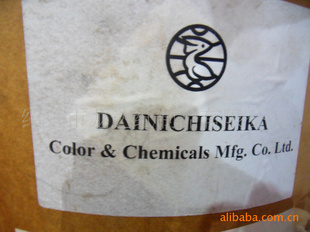 DAINICHISEIKA
Color & Chemicals Mfg. Co. Ltd.
alibaba.com.cn